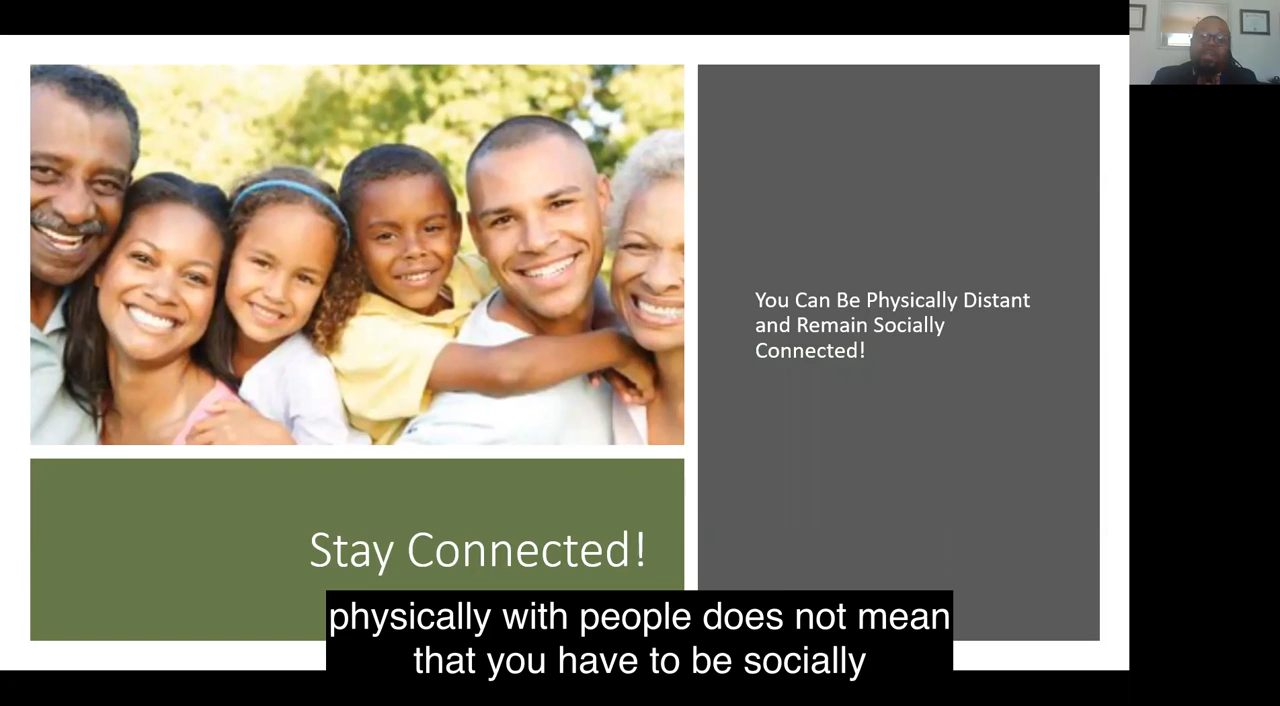 You Can Be Physically Distant
and Remain Socially
Connected!
Stay Connected!
physically with people does not mean
that you have to be socially